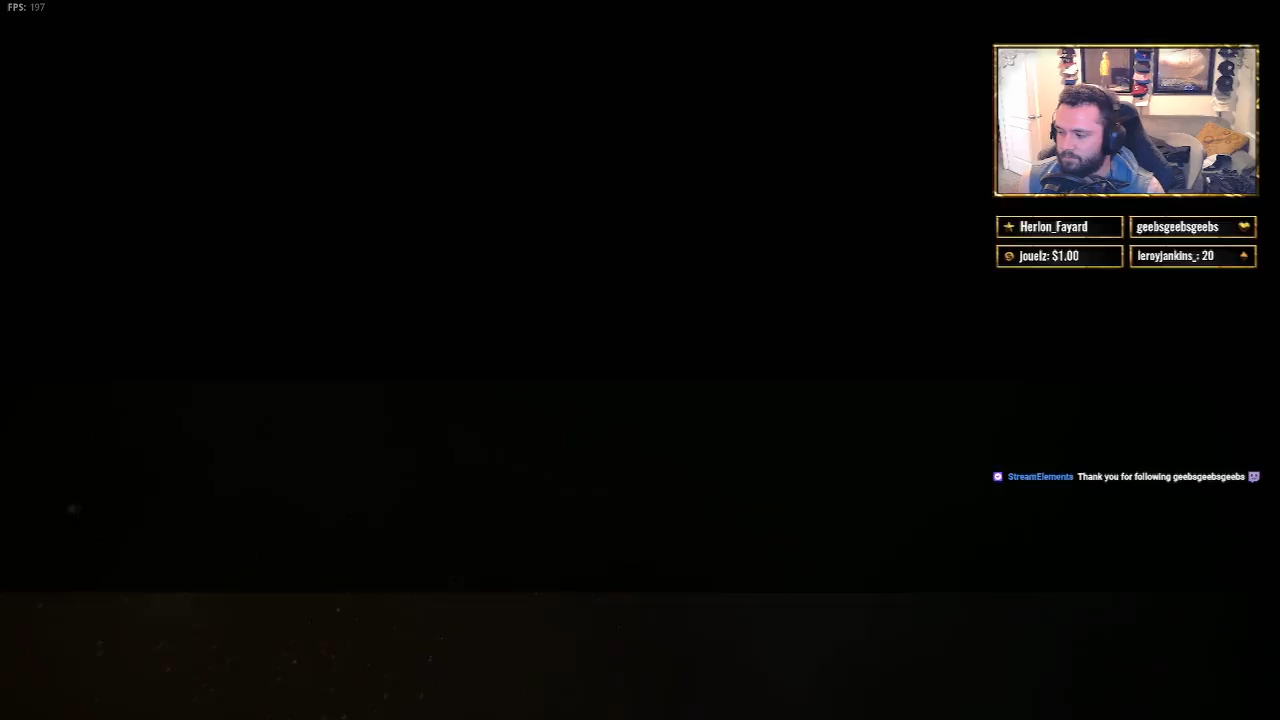 FPS: 197
Herlon_Fayard
geebsgeebsgeebs
jouelz: $1.00
leroyjankins_: 20
StreamElements Thank you for following geebsgeebsgeebs